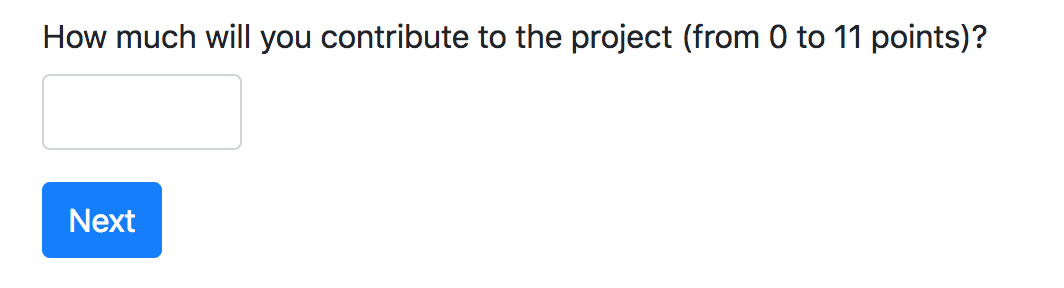 How much will you contribute to the project (from 0 to 11 points)?
Next